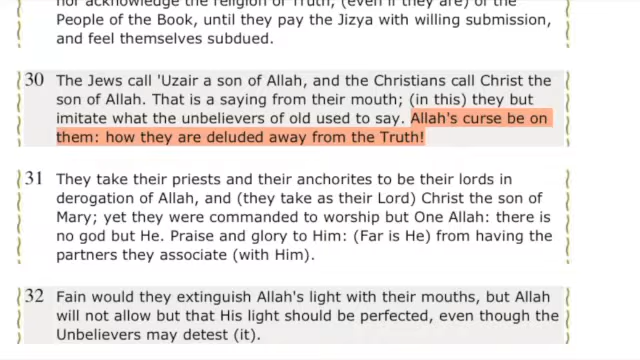 nor acknowledge the religion of Truth, (even if they are) of the
People of the Book, until they pay the Jizya with willing submission,
and feel themselves subdued.
30 The Jews call 'Uzair a son of Allah, and the Christians call Christ the
son of Allah. That is a saying from their mouth; (in this) they but
imitate what the unbelievers of old used to say. Allah's curse be on
them: how they are deluded away from the Truth!
31 They take their priests and their anchorites to be their lords in
derogation of Allah, and (they take as their Lord) Christ the son of
Mary; yet they were commanded to worship but One Allah: there is
no god but He. Praise and glory to Him: (Far is He) from having the
partners they associate (with Him).
32 Fain would they extinguish Allah's light with their mouths, but Allah
will not allow but that His light should be perfected, even though the
Unbelievers may detest (it).